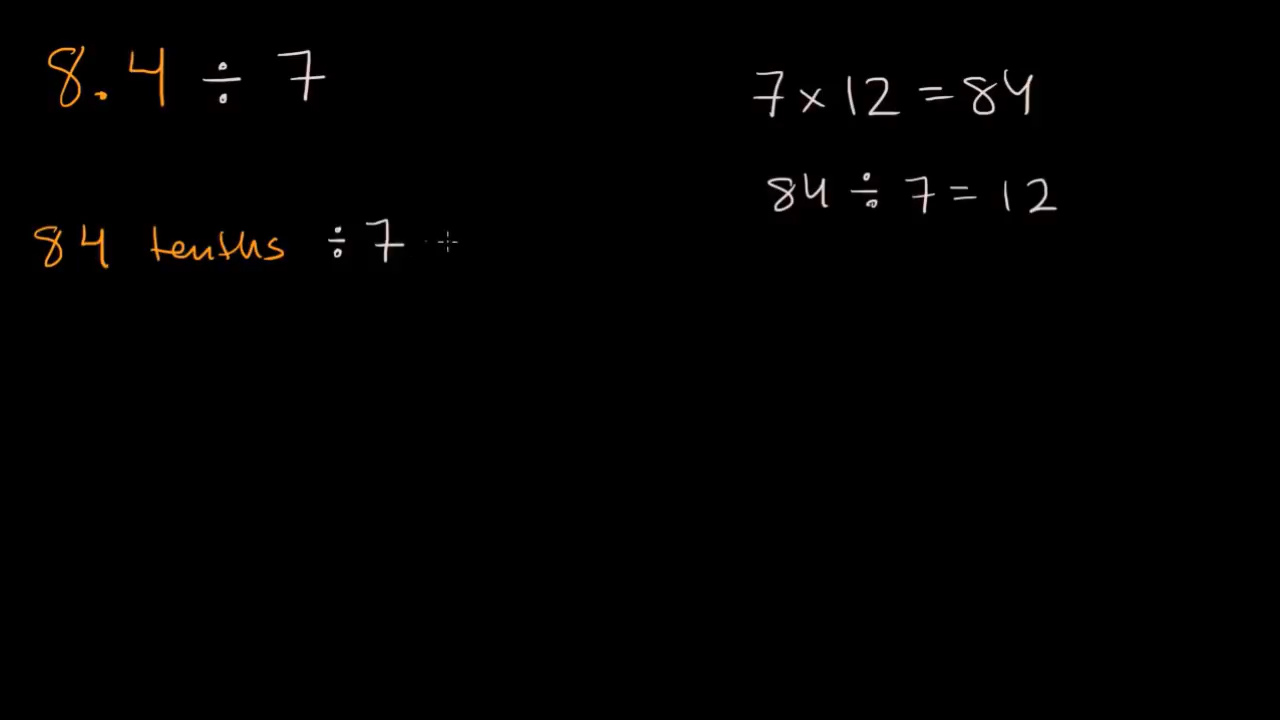 8.4 ÷ 7
7 × 12 = 84
84 ÷ 7 = 12
84 tenths ÷ 7